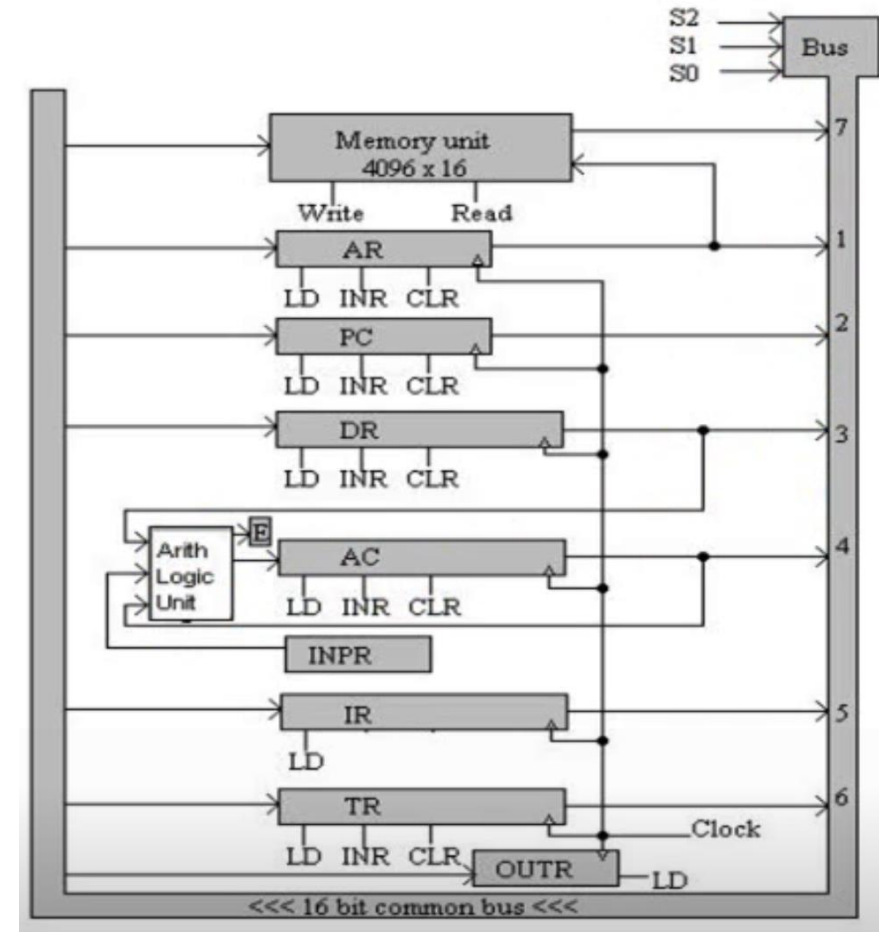 S2
S1
S0
Bus
Memory unit
4096 x 16
7
Write Read
AR
1
LD INR CLR
PC
2
LD INR CLR
DR
3
LD INR CLR
E
Arith
Logic
Unit
AC
4
LD INR CLR
INPR
IR
5
LD
TR
6
Clock
LD INR CLR
OUTR
LD
<<< 16 bit common bus <<<